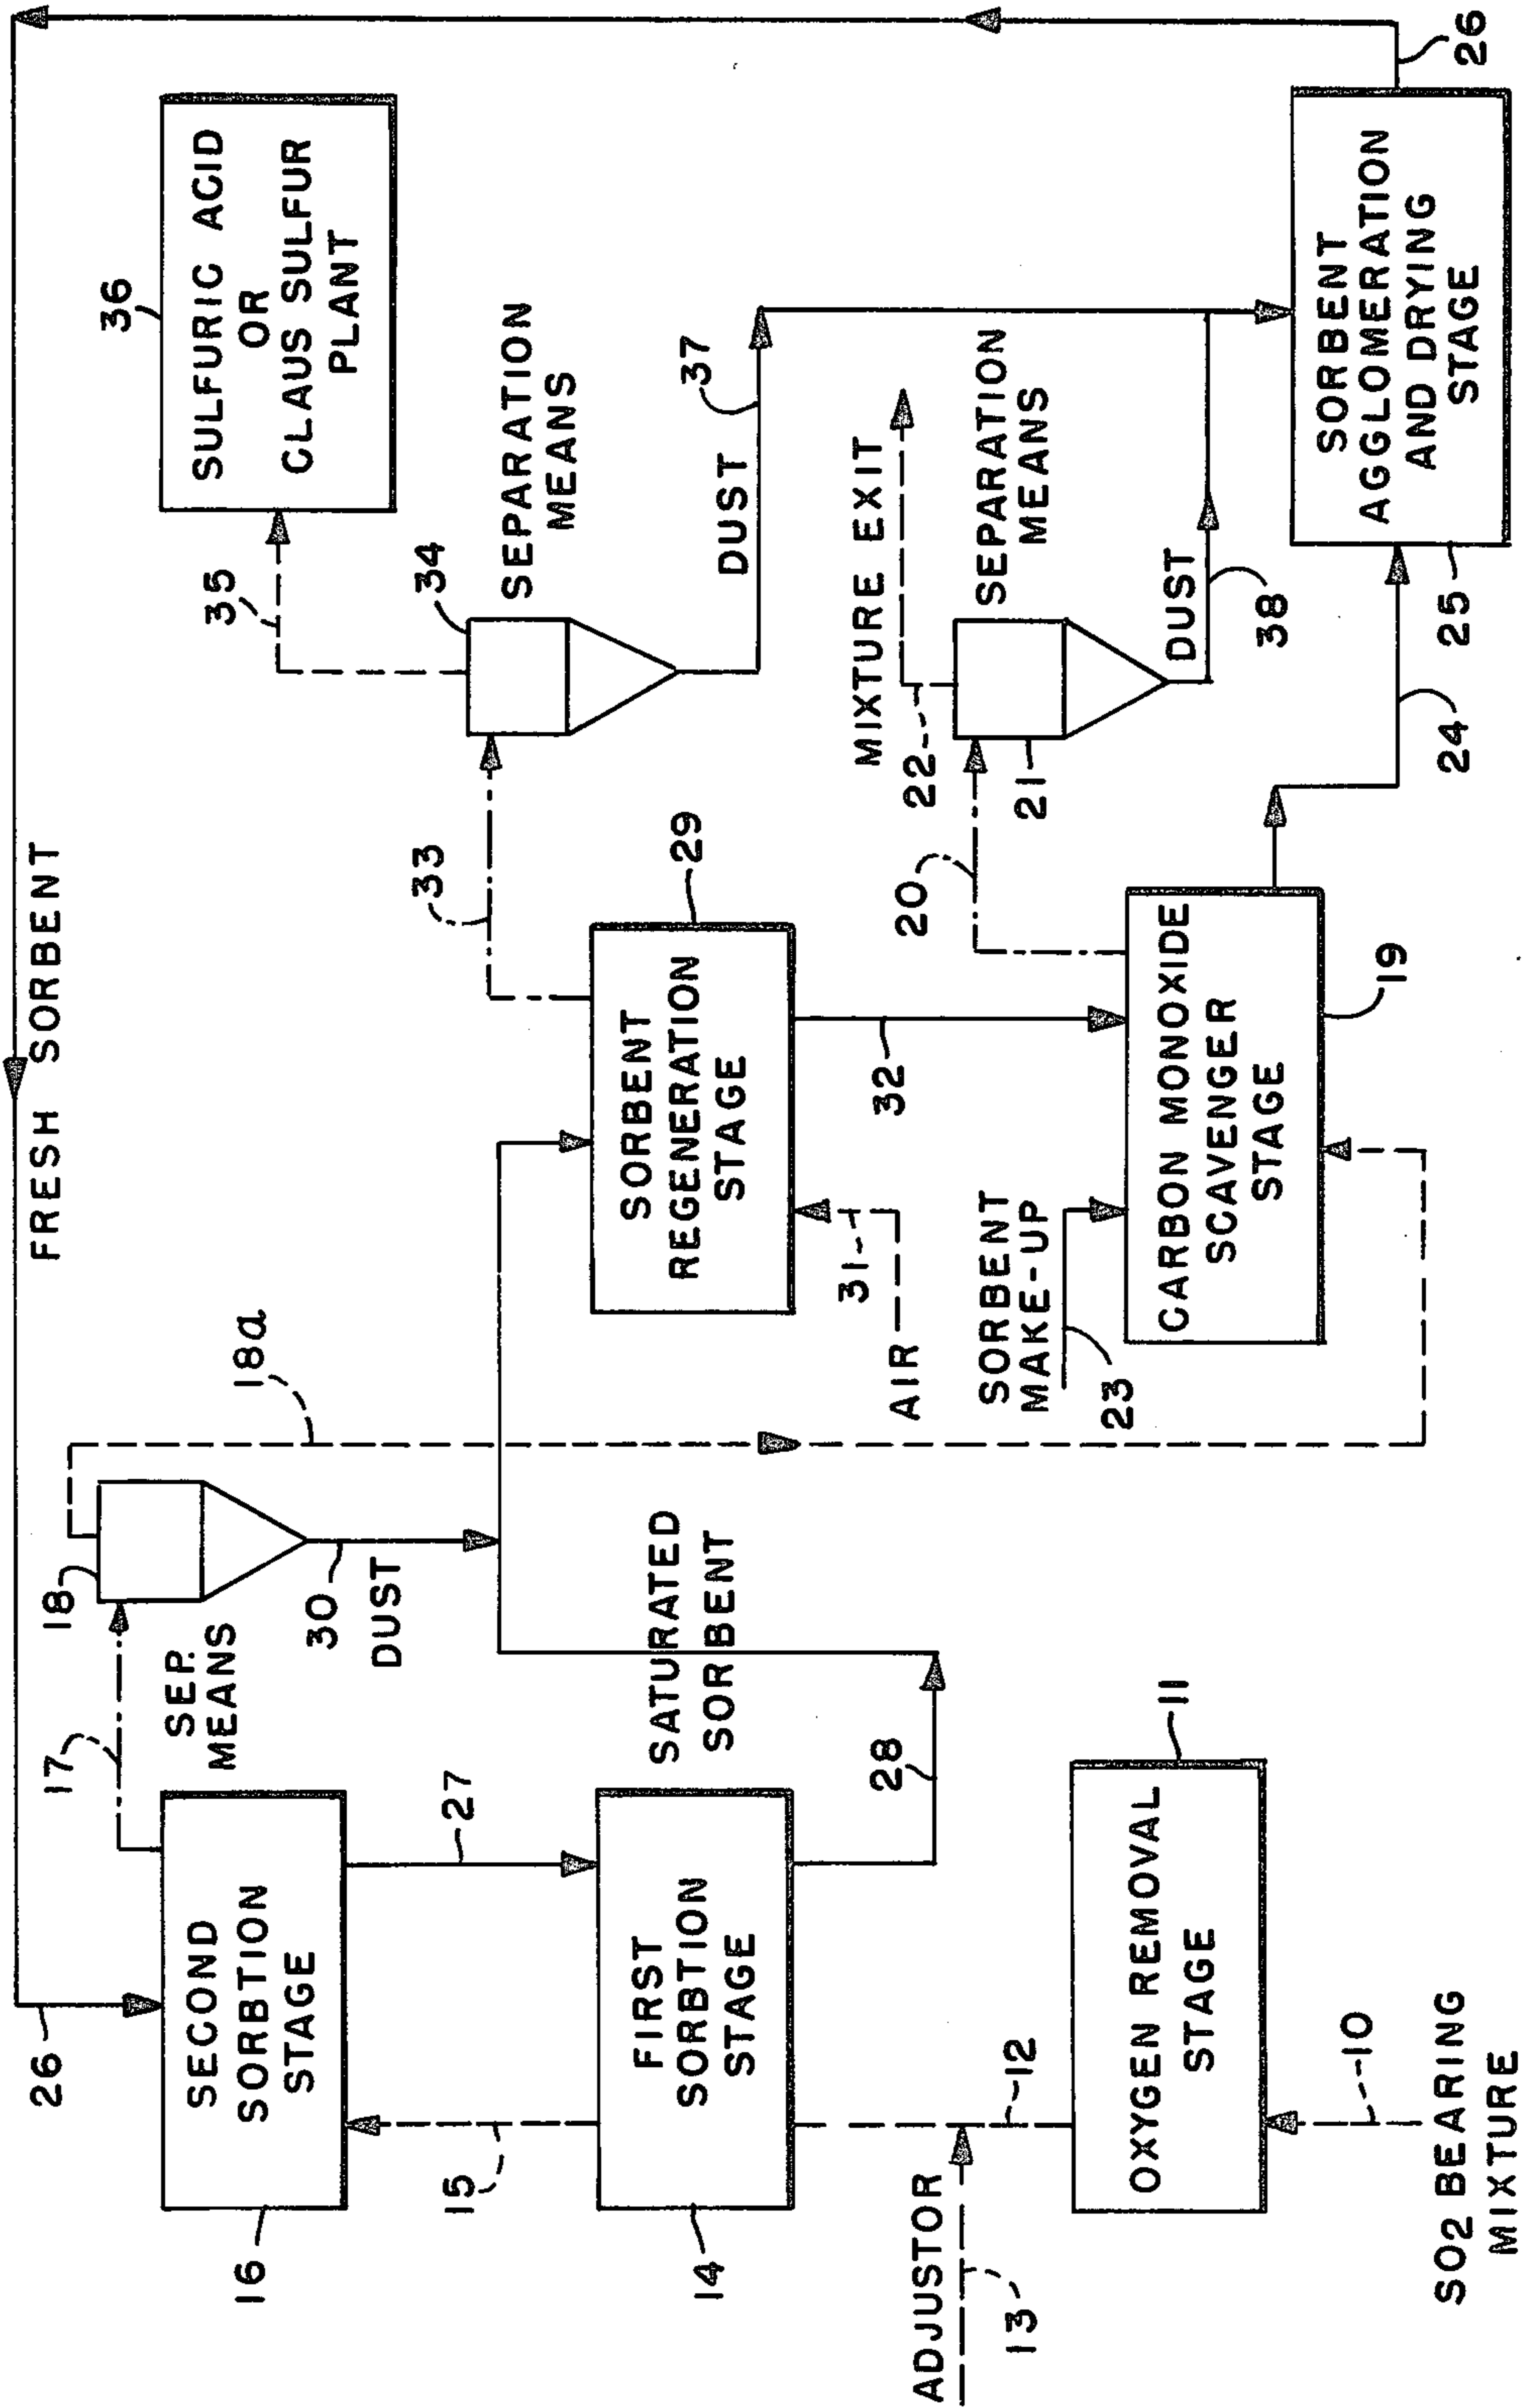 FRESH SORBENT
26
16
SECOND
SORBTION
STAGE
17
SEP.
MEANS
18
18a
30
DUST
15
27
14
FIRST
SORBTION
STAGE
SATURATED
SORBENT
28
ADJUSTOR
13
12
OXYGEN REMOVAL
STAGE
11
10
SO2 BEARING
MIXTURE
SORBENT
REGENERATION
STAGE
29
AIR
31
32
33
34
SEPARATION
MEANS
35
36
SULFURIC ACID
OR
CLAUS SULFUR
PLANT
DUST
37
SORBENT
MAKE-UP
23
CARBON MONOXIDE
SCAVENGER
STAGE
19
20
21
22
MIXTURE EXIT
SEPARATION
MEANS
DUST
38
24
25
SORBENT
AGGLOMERATION
AND DRYING
STAGE
26